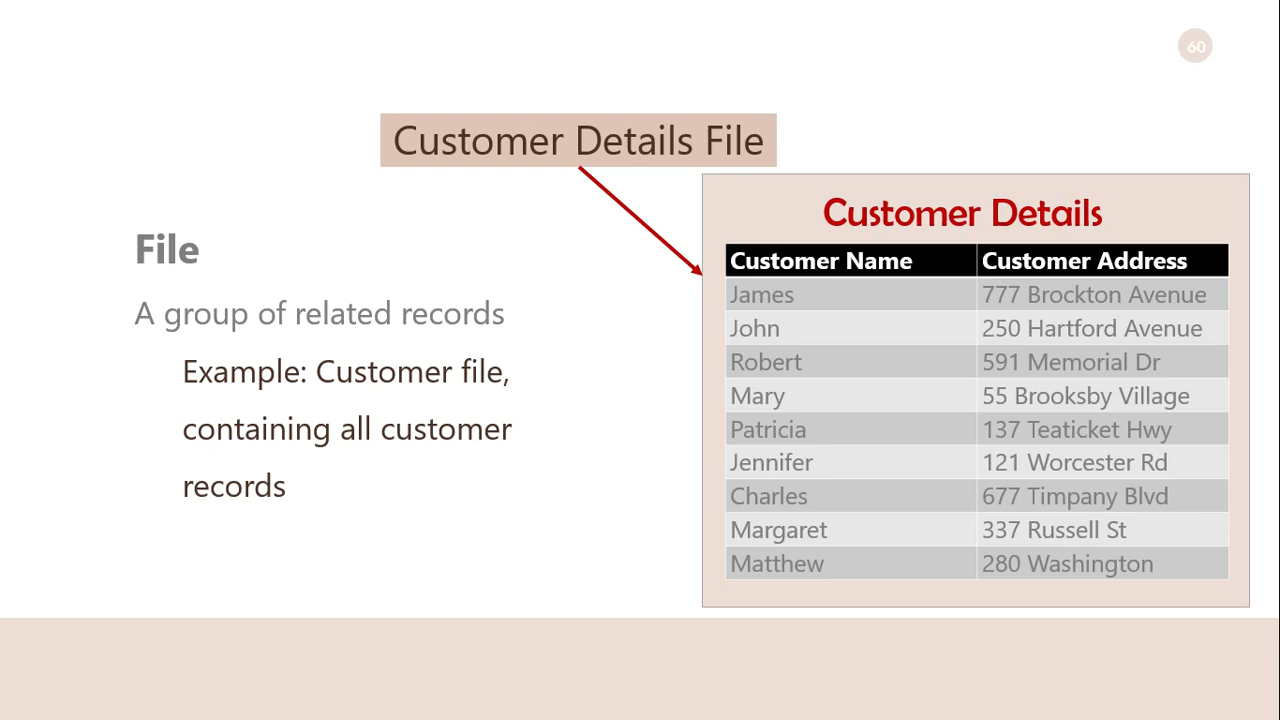 60
Customer Details File
File
A group of related records
Example: Customer file,
containing all customer
records
Customer Details
Customer Name Customer Address
James 777 Brockton Avenue
John 250 Hartford Avenue
Robert 591 Memorial Dr
Mary 55 Brooksby Village
Patricia 137 Teaticket Hwy
Jennifer 121 Worcester Rd
Charles 677 Timpany Blvd
Margaret 337 Russell St
Matthew 280 Washington